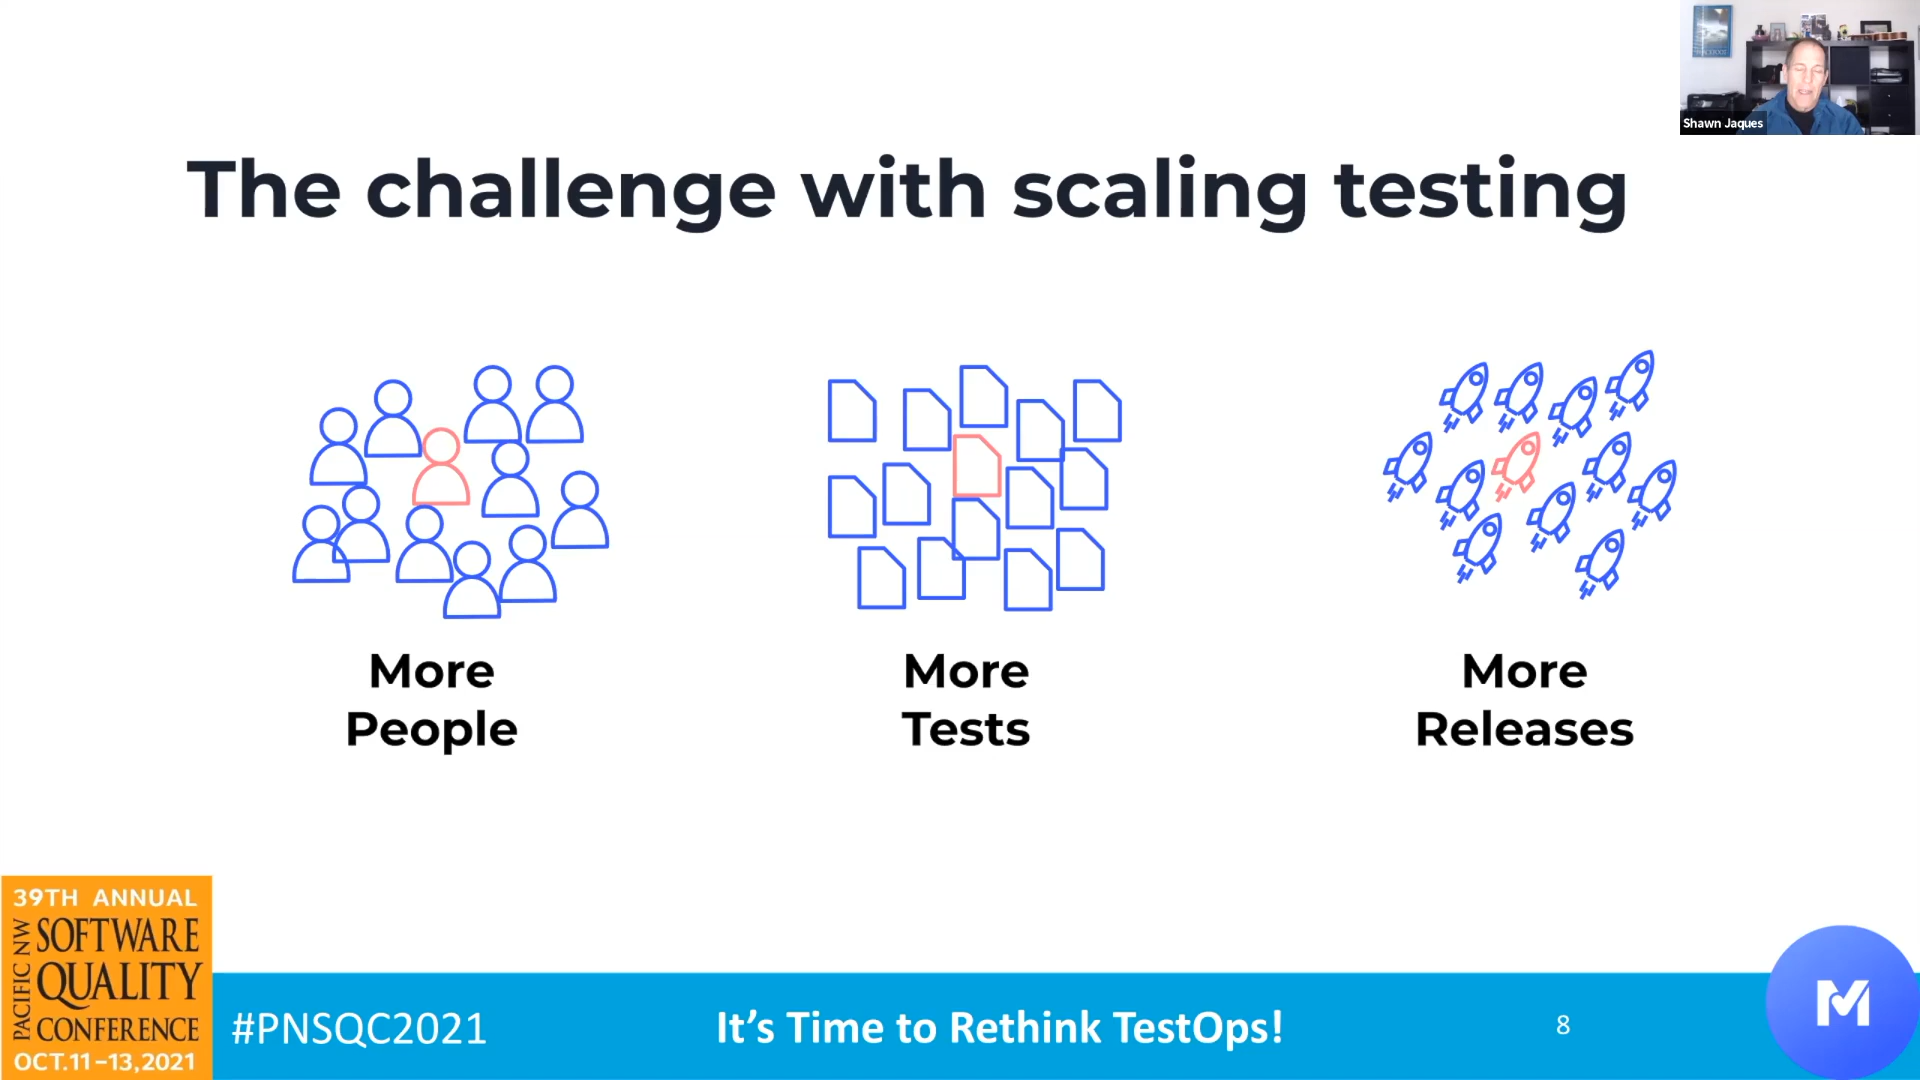 Shawn Jaques
The challenge with scaling testing
More
People
More
Tests
More
Releases
39TH ANNUAL
PACIFIC NW
SOFTWARE
QUALITY
CONFERENCE
OCT.11-13,2021
#PNSQC2021
It's Time to Rethink TestOps!
8
M